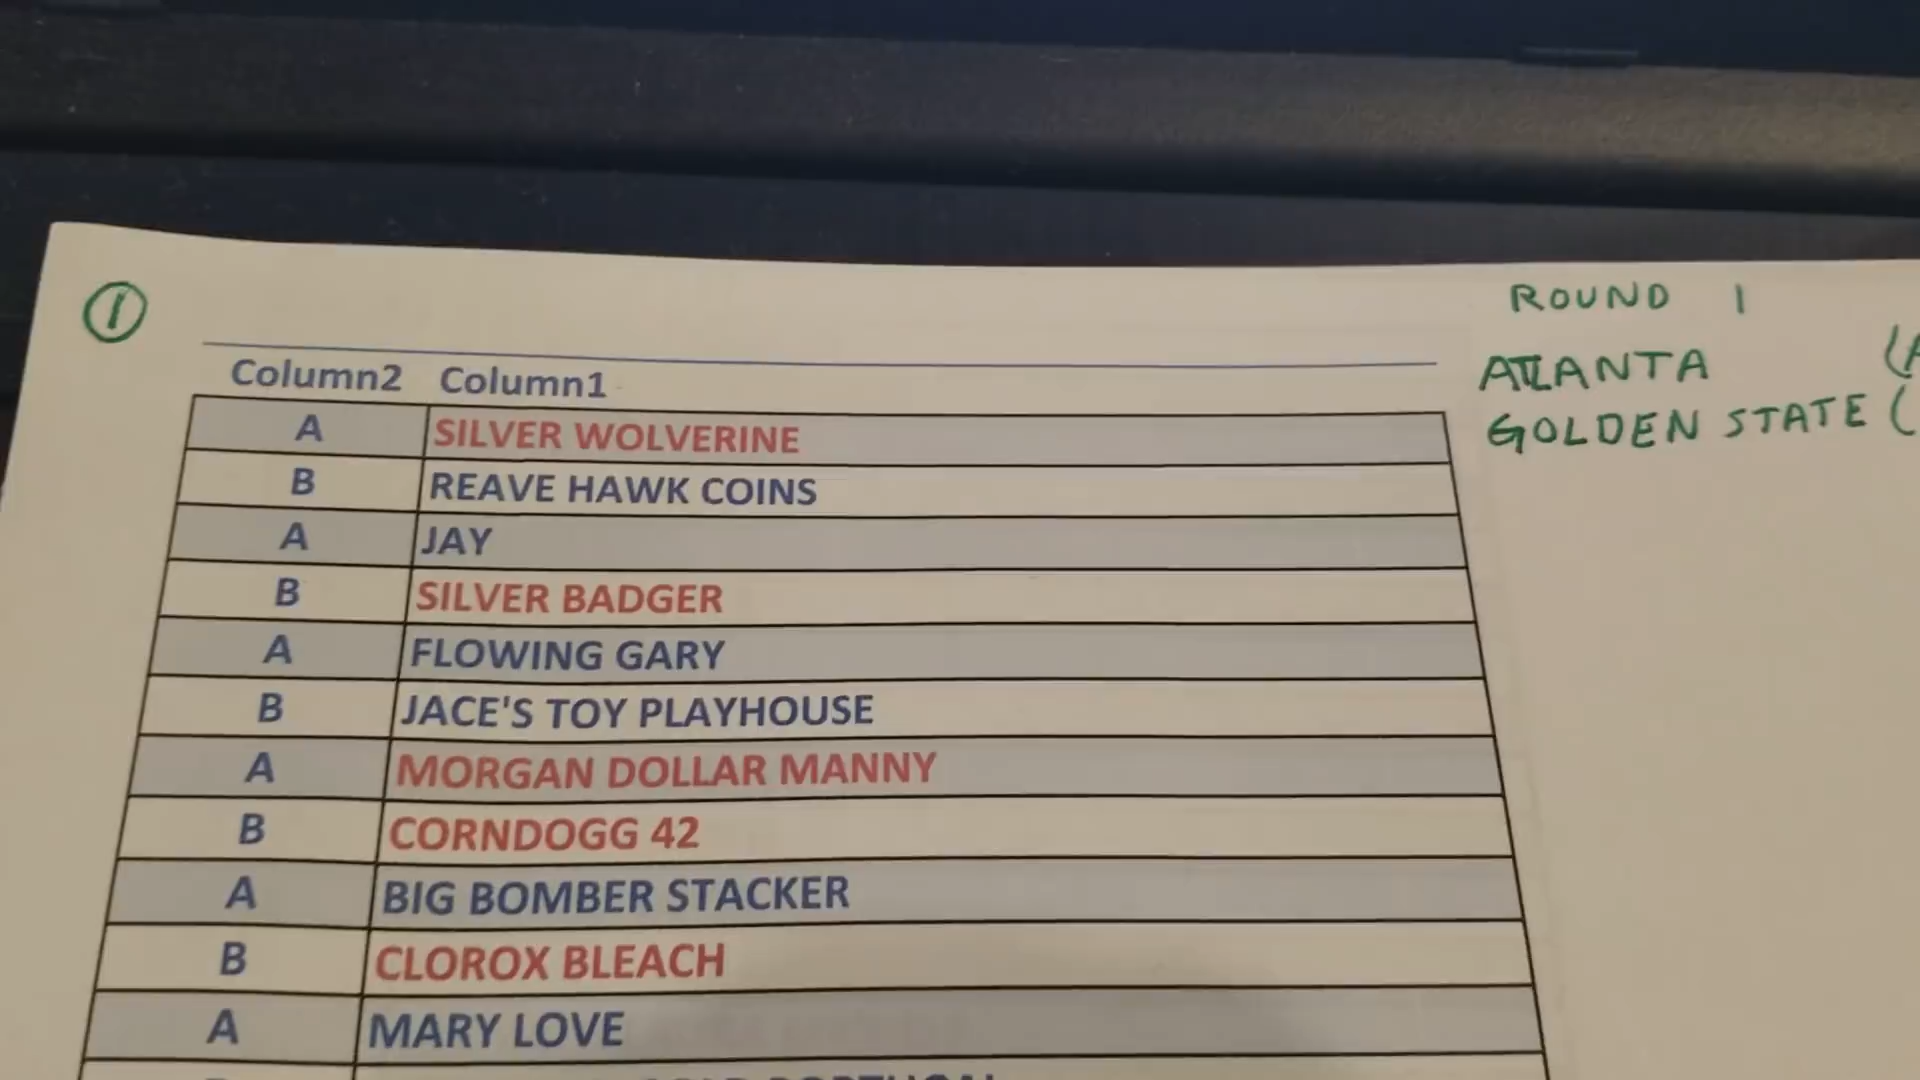 1
ROUND 1
ATLANTA (A
GOLDEN STATE (
Column2 Column1
A SILVER WOLVERINE
B REAVE HAWK COINS
A JAY
B SILVER BADGER
A FLOWING GARY
B JACE'S TOY PLAYHOUSE
A MORGAN DOLLAR MANNY
B CORNDOGG 42
A BIG BOMBER STACKER
B CLOROX BLEACH
A MARY LOVE
PORTUGAL